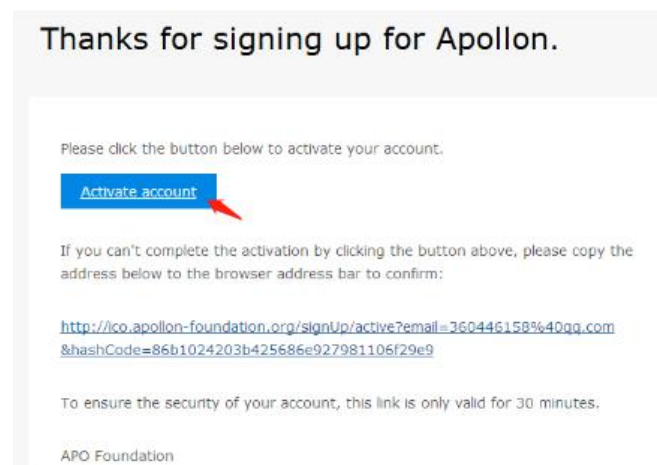 Thanks for signing up for Apollon.
Please click the button below to activate your account.
Activate account
If you can't complete the activation by clicking the button above, please copy the
address below to the browser address bar to confirm:
http://ico.apollon-foundation.org/signUp/active?email=360446158%40qq.com
&hashCode=86b1024203b425686e927981106f29e9
To ensure the security of your account, this link is only valid for 30 minutes.
APO Foundation